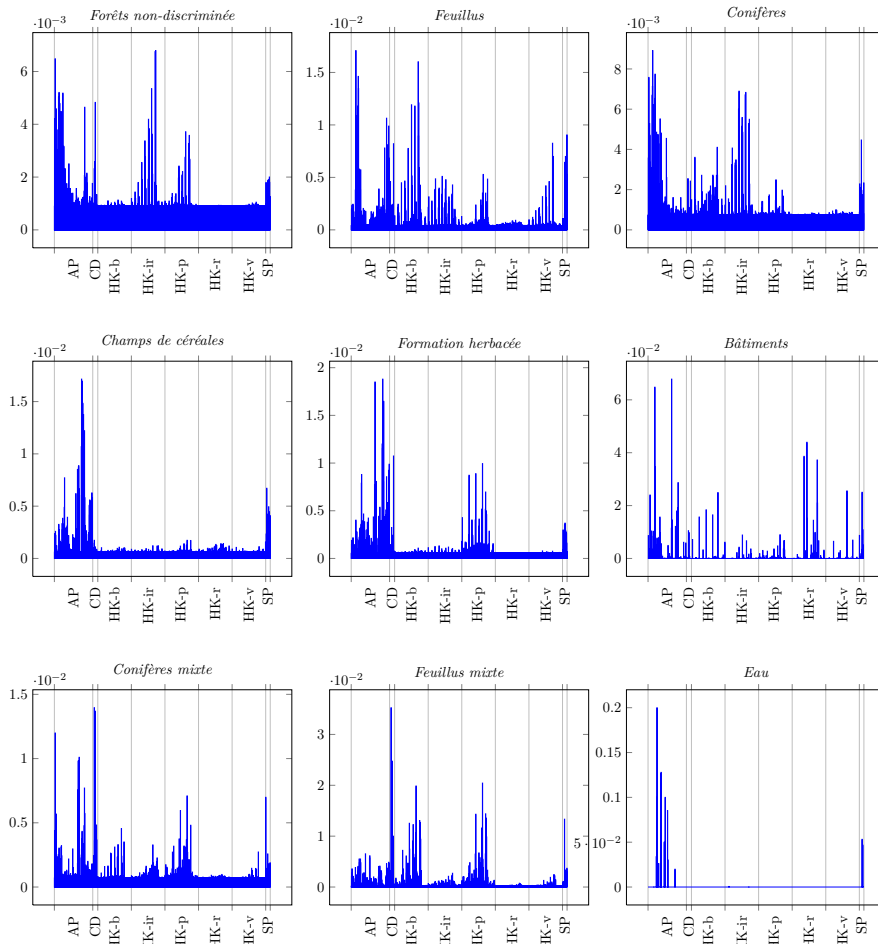 Forêts non-discriminée
·10−3
6
4
2
0
AP
CD
HK-b
HK-ir
HK-p
HK-r
HK-v
SP
Feuillus
·10−2
1.5
1
0.5
0
AP
CD
HK-b
HK-ir
HK-p
HK-r
HK-v
SP
Conifères
·10−3
8
6
4
2
0
AP
CD
HK-b
HK-ir
HK-p
HK-r
HK-v
SP
Champs de céréales
·10−2
1.5
1
0.5
0
AP
CD
HK-b
HK-ir
HK-p
HK-r
HK-v
SP
Formation herbacée
·10−2
2
1.5
1
0.5
0
AP
CD
HK-b
HK-ir
HK-p
HK-r
HK-v
SP
Bâtiments
·10−2
6
4
2
0
AP
CD
HK-b
HK-ir
HK-p
HK-r
HK-v
SP
Conifères mixte
·10−2
1.5
1
0.5
0
AP
CD
HK-b
HK-ir
HK-p
HK-r
HK-v
SP
Feuillus mixte
·10−2
3
2
1
0
AP
CD
HK-b
HK-ir
HK-p
HK-r
HK-v
SP
Eau
0.2
0.15
0.1
5 · 10−2
0
AP
CD
HK-b
HK-ir
HK-p
HK-r
HK-v
SP